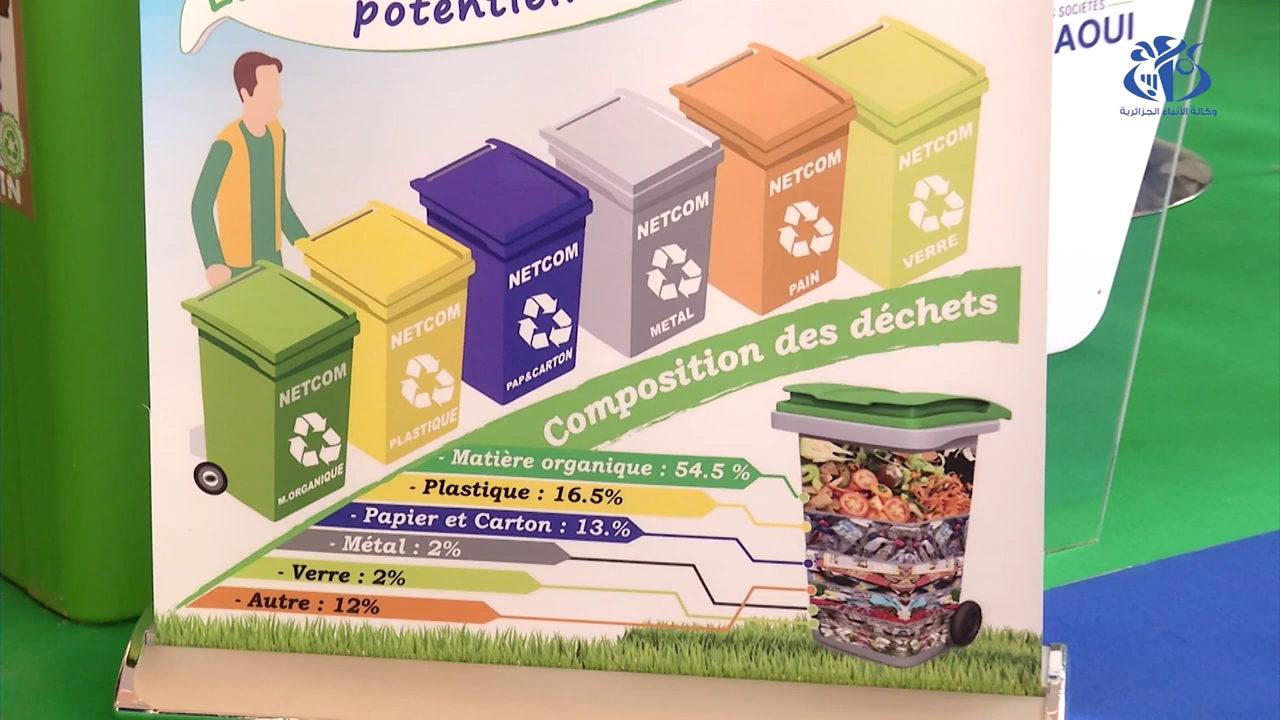 potentiel
SOCIÉTÉS
AOUI
وكالة الأنباء الجزائرية
IN
NETCOM
VERRE
NETCOM
PAIN
NETCOM
METAL
NETCOM
PAP&CARTON
NETCOM
PLASTIQUE
NETCOM
M.ORGANIQUE
Composition des déchets
- Matière organique : 54.5 %
- Plastique : 16.5%
- Papier et Carton : 13.%
- Métal : 2%
- Verre : 2%
- Autre : 12%